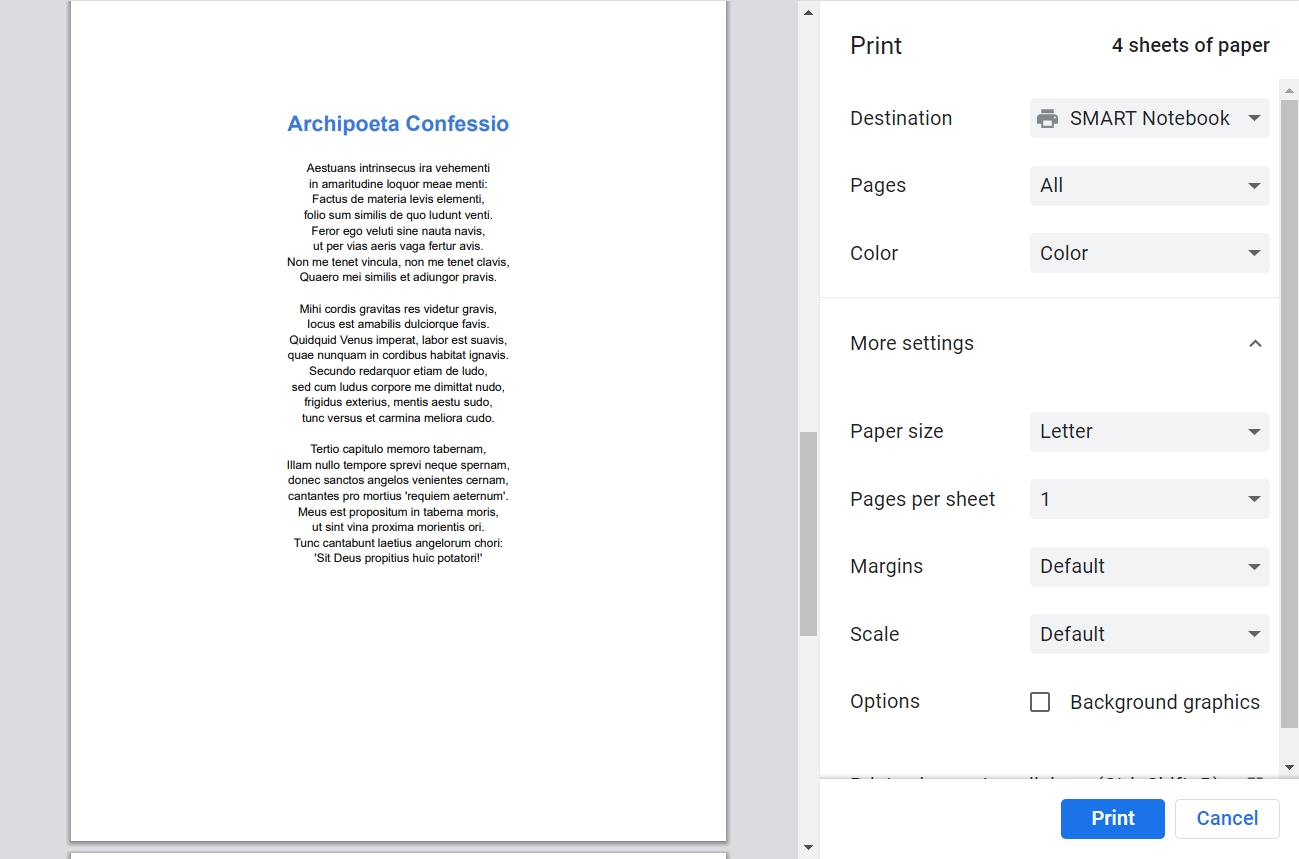 Archipoeta Confessio
Aestuans intrinsecus ira vehementi
in amaritudine loquor meae menti:
Factus de materia levis elementi,
folio sum similis de quo ludunt venti.
Feror ego veluti sine nauta navis,
ut per vias aeris vaga fertur avis.
Non me tenet vincula, non me tenet clavis,
Quaero mei similis et adiungor pravis.
Mihi cordis gravitas res videtur gravis,
locus est amabilis dulciorque favis.
Quidquid Venus imperat, labor est suavis,
quae nunquam in cordibus habitat ignavis.
Secundo redarquor etiam de ludo,
sed cum ludus corpore me dimittat nudo,
frigidus exterius, mentis aestu sudo,
tunc versus et carmina meliora cudo.
Tertio capitulo memoro tabernam,
Illam nullo tempore sprevi neque spernam,
donec sanctos angelos venientes cernam,
cantantes pro mortius 'requiem aeternum'.
Meus est propositum in taberna moris,
ut sint vina proxima morientis ori.
Tunc cantabunt laetius angelorum chori:
'Sit Deus propitius huic potatori!'
Print
4 sheets of paper
Destination
SMART Notebook
Pages
All
Color
Color
More settings
Paper size
Letter
Pages per sheet
1
Margins
Default
Scale
Default
Options
Background graphics
Print
Cancel